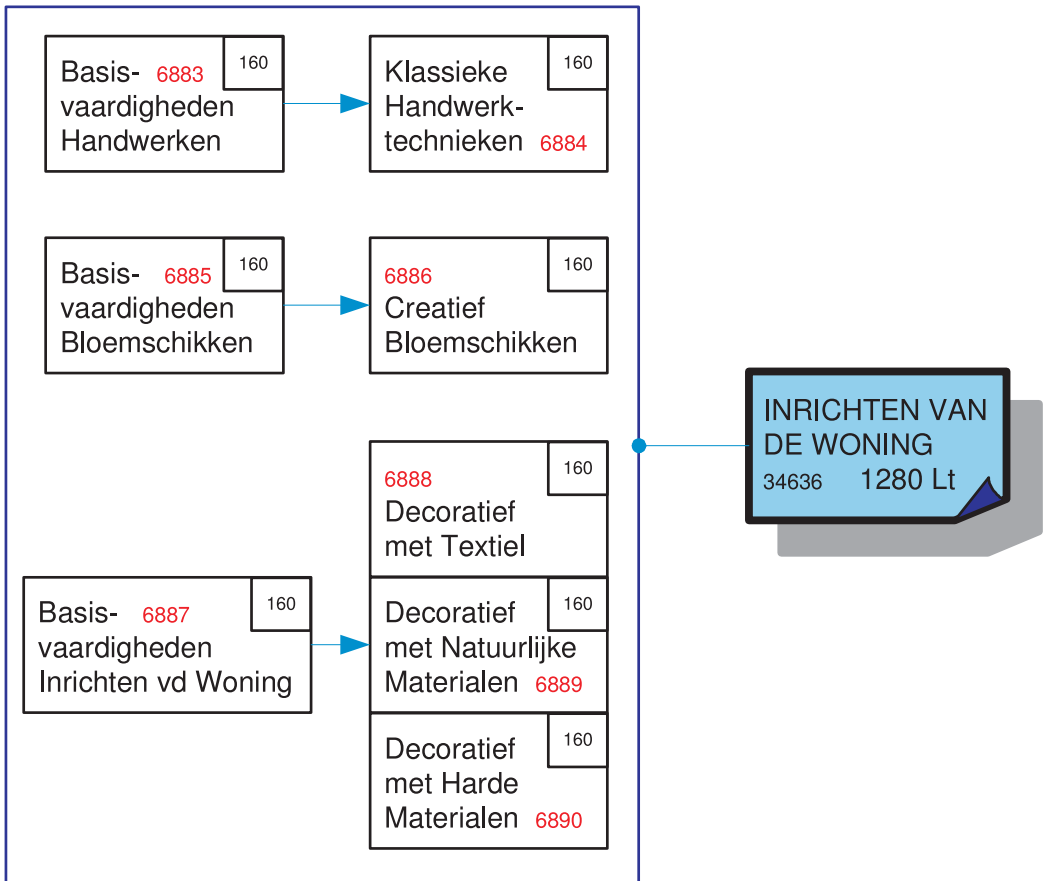 Basis- 6883 160
vaardigheden
Handwerken
Klassieke 160
Handwerk-
technieken 6884
Basis- 6885 160
vaardigheden
Bloemschikken
6886 160
Creatief
Bloemschikken
6888 160
Decoratief
met Textiel
Basis- 6887 160
vaardigheden
Inrichten vd Woning
Decoratief 160
met Natuurlijke
Materialen 6889
Decoratief 160
met Harde
Materialen 6890
INRICHTEN VAN
DE WONING
34636 1280 Lt